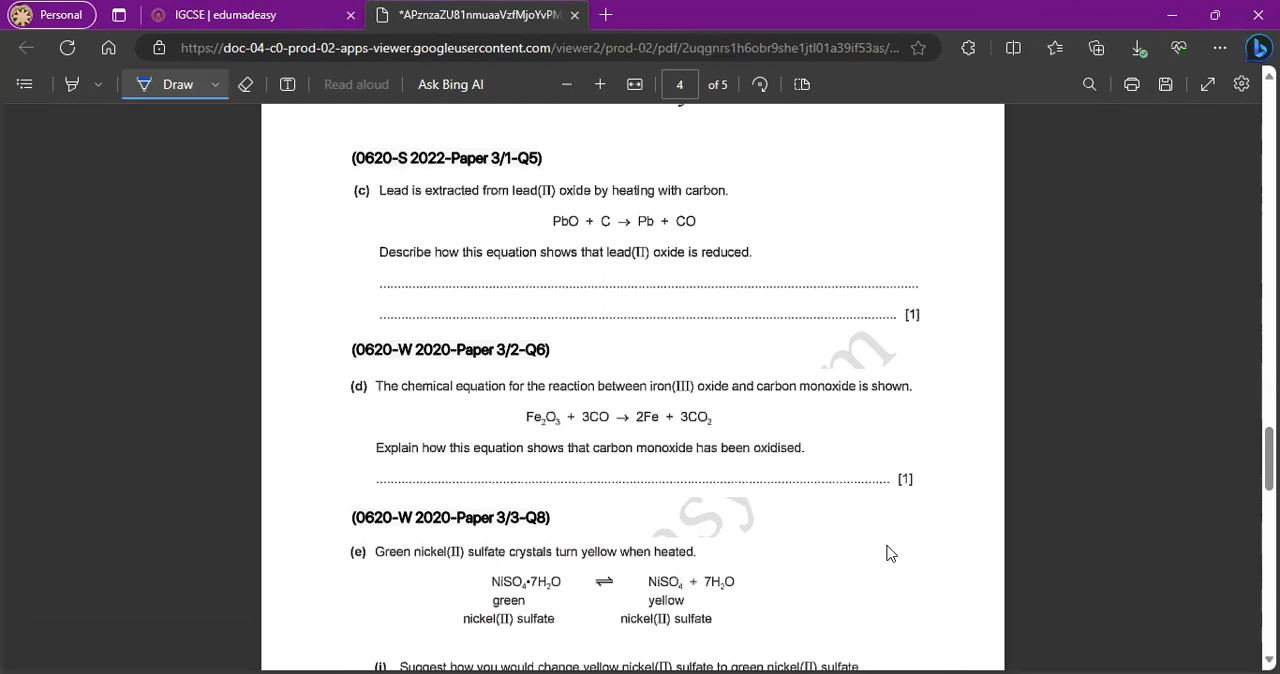 Personal
IGCSE | edumadeasy
*APznzaZU81nmuaaVzfMjoYvPM
https://doc-04-c0-prod-02-apps-viewer.googleusercontent.com/viewer2/prod-02/pdf/2uqgnrs1h6obr9she1jtl01a39if53as/...
Draw
Read aloud
Ask Bing AI
4 of 5
(0620-S 2022-Paper 3/1-Q5)
(c) Lead is extracted from lead(II) oxide by heating with carbon.
PbO + C → Pb + CO
Describe how this equation shows that lead(II) oxide is reduced.
[1]
(0620-W 2020-Paper 3/2-Q6)
(d) The chemical equation for the reaction between iron(III) oxide and carbon monoxide is shown.
Fe₂O₃ + 3CO → 2Fe + 3CO₂
Explain how this equation shows that carbon monoxide has been oxidised.
[1]
(0620-W 2020-Paper 3/3-Q8)
(e) Green nickel(II) sulfate crystals turn yellow when heated.
NiSO₄•7H₂O ⇌ NiSO₄ + 7H₂O
green yellow
nickel(II) sulfate nickel(II) sulfate
(i) Suggest how you would change yellow nickel(II) sulfate to green nickel(II) sulfate